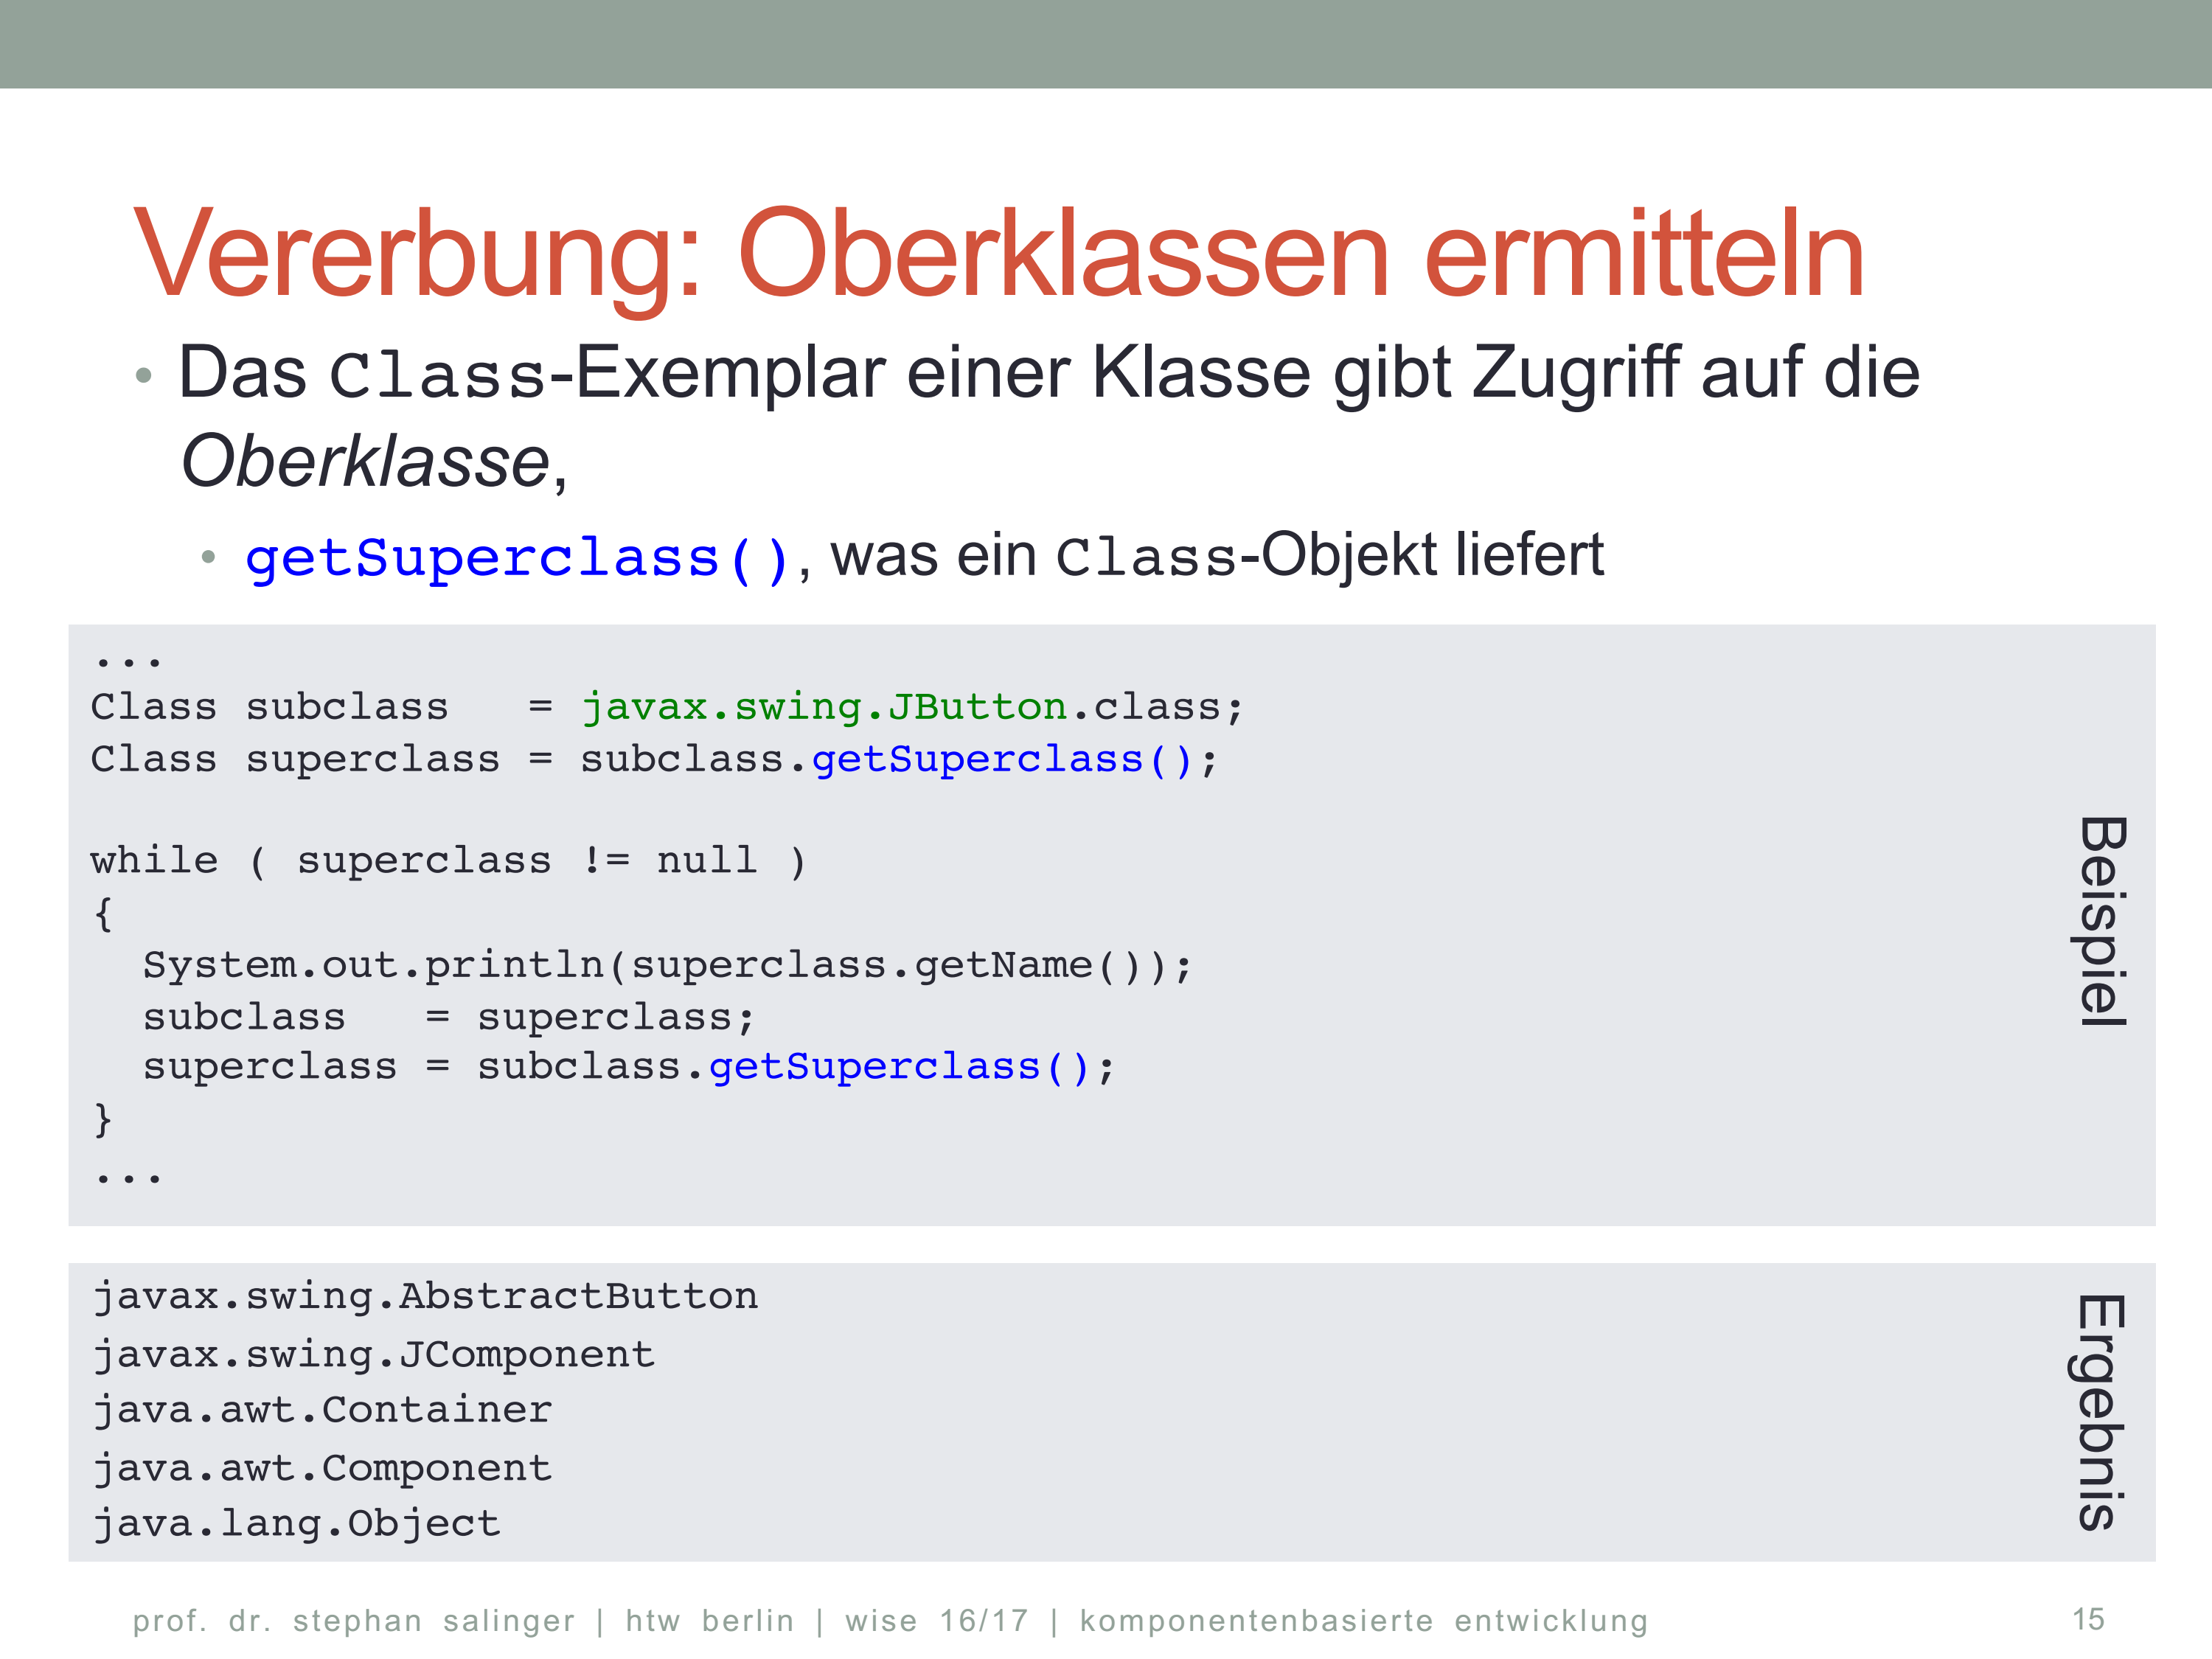 Vererbung: Oberklassen ermitteln
• Das Class-Exemplar einer Klasse gibt Zugriff auf die
Oberklasse,
• getSuperclass(), was ein Class-Objekt liefert
...
Class subclass   = javax.swing.JButton.class;
Class superclass = subclass.getSuperclass();

while ( superclass != null )
{
  System.out.println(superclass.getName());
  subclass   = superclass;
  superclass = subclass.getSuperclass();
}
...
Beispiel
javax.swing.AbstractButton
javax.swing.JComponent
java.awt.Container
java.awt.Component
java.lang.Object
Ergebnis
prof. dr. stephan salinger | htw berlin | wise 16/17 | komponentenbasierte entwicklung
15